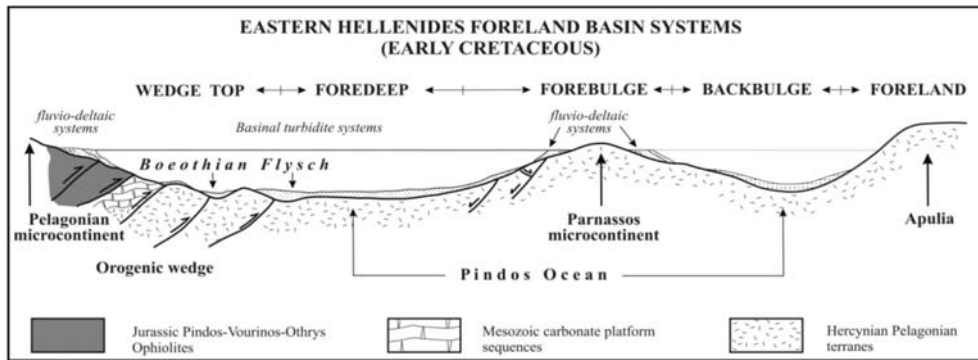 EASTERN HELLENIDES FORELAND BASIN SYSTEMS
(EARLY CRETACEOUS)
WEDGE TOP FOREDEEP FOREBULGE BACKBULGE FORELAND
fluvio-deltaic
systems
Basinal turbidite systems
fluvio-deltaic
systems
Boeothian Flysch
Pelagonian
microcontinent
Parnassos
microcontinent
Apulia
Orogenic wedge
Pindos Ocean
Jurassic Pindos-Vourinos-Othrys
Ophiolites
Mesozoic carbonate platform
sequences
Hercynian Pelagonian
terranes